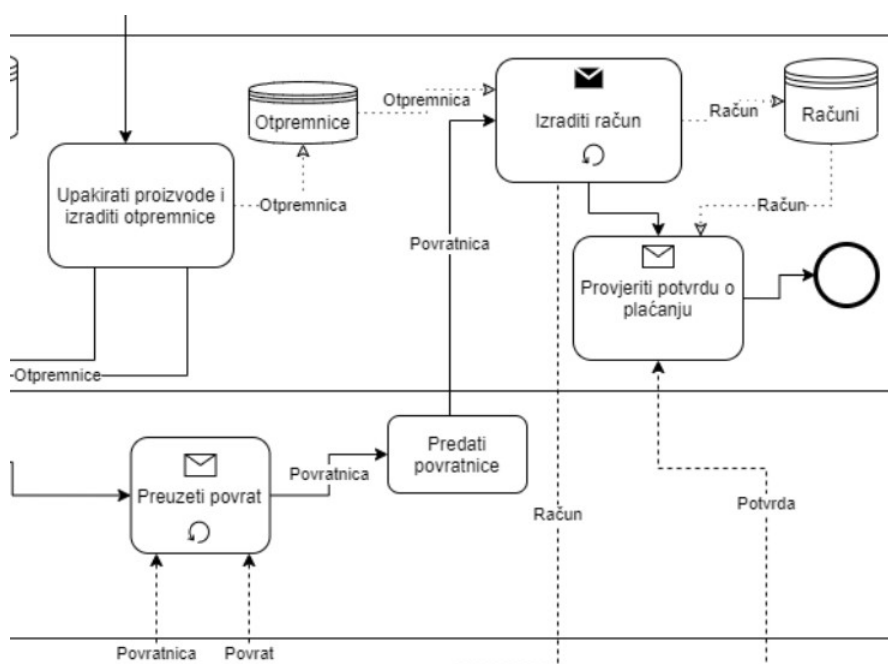 Otpremnice
Otpremnica
Izraditi račun
Račun
Računi
Upakirati proizvode i
izraditi otpremnice
Otpremnica
Račun
Povratnica
Provjeriti potvrdu o
plaćanju
Otpremnice
Predati
povratnice
Povratnica
Preuzeti povrat
Račun
Potvrda
Povratnica
Povrat